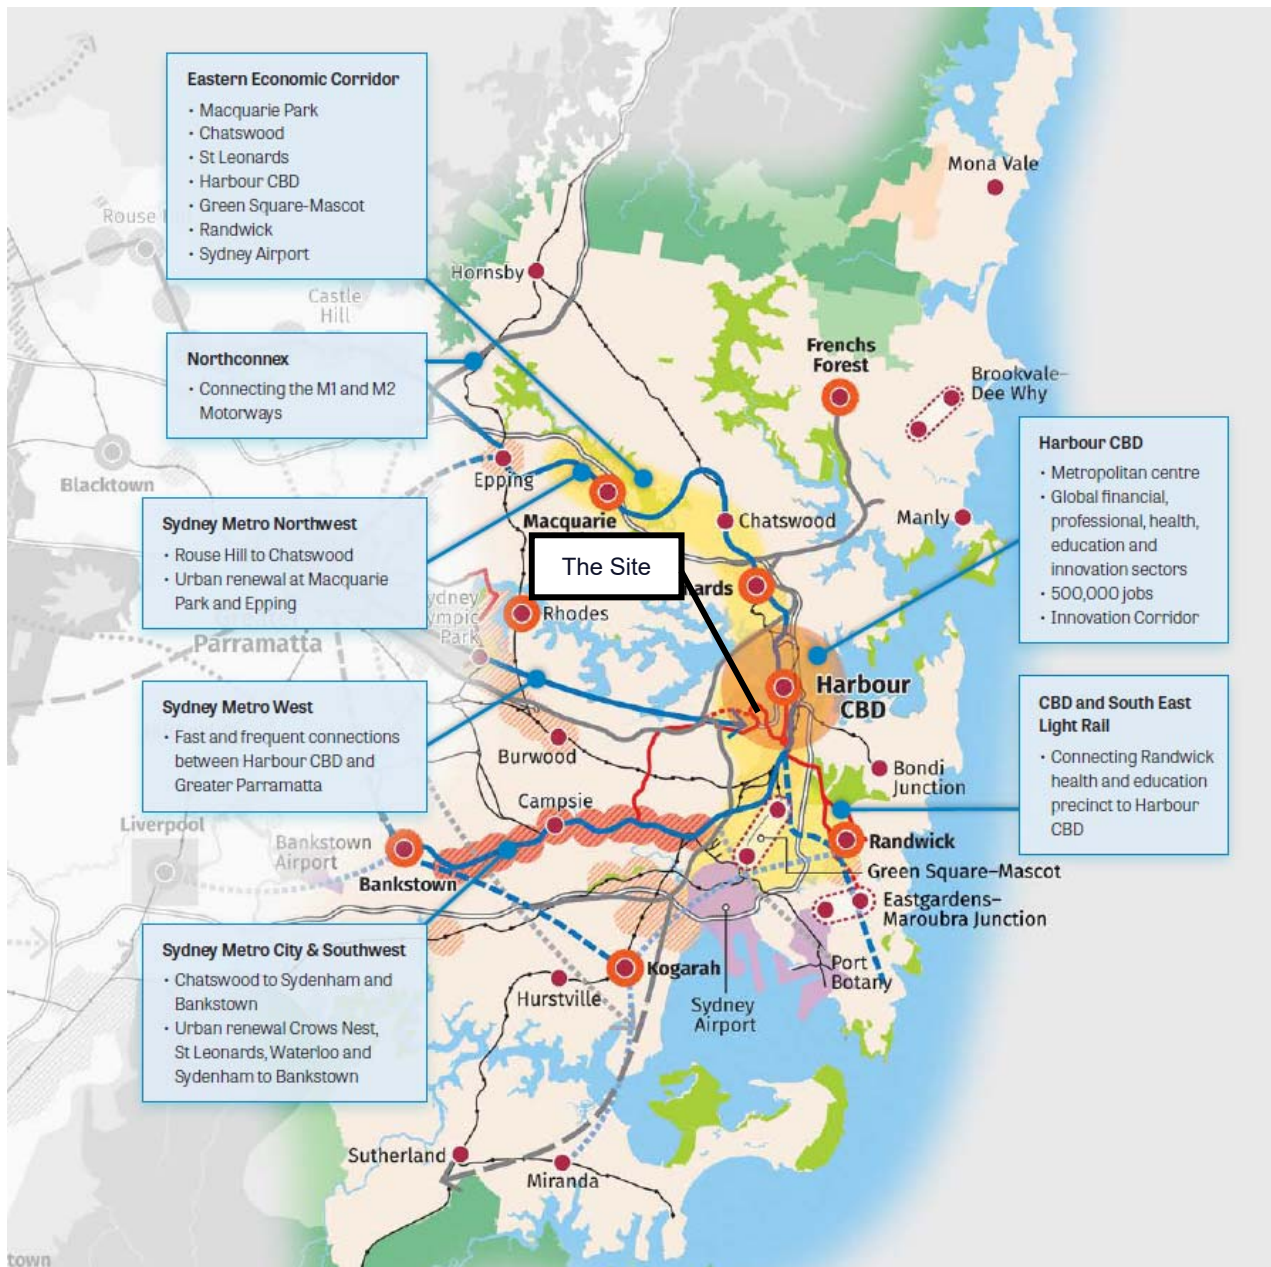 Eastern Economic Corridor
• Macquarie Park
• Chatswood
• St Leonards
• Harbour CBD
• Green Square-Mascot
• Randwick
• Sydney Airport
Mona Vale
Rouse
Hornsby
Castle
Hill
Northconnex
• Connecting the M1 and M2
Motorways
Frenchs
Forest
Brookvale–
Dee Why
Harbour CBD
• Metropolitan centre
• Global financial,
professional, health,
education and
innovation sectors
• 500,000 jobs
• Innovation Corridor
Blacktown
Epping
Macquarie
Chatswood
Manly
Sydney Metro Northwest
• Rouse Hill to Chatswood
• Urban renewal at Macquarie
Park and Epping
The Site
ards
Rhodes
ydney
ympic
Park
Parramatta
Harbour
CBD
Sydney Metro West
• Fast and frequent connections
between Harbour CBD and
Greater Parramatta
CBD and South East
Light Rail
• Connecting Randwick
health and education
precinct to Harbour
CBD
Burwood
Bondi
Junction
Campsie
Liverpool
Bankstown
Airport
Bankstown
Randwick
Green Square–Mascot
Eastgardens–
Maroubra Junction
Sydney Metro City & Southwest
• Chatswood to Sydenham and
Bankstown
• Urban renewal Crows Nest,
St Leonards, Waterloo and
Sydenham to Bankstown
Kogarah
Hurstville
Port
Botany
Sydney
Airport
Sutherland
Miranda
town